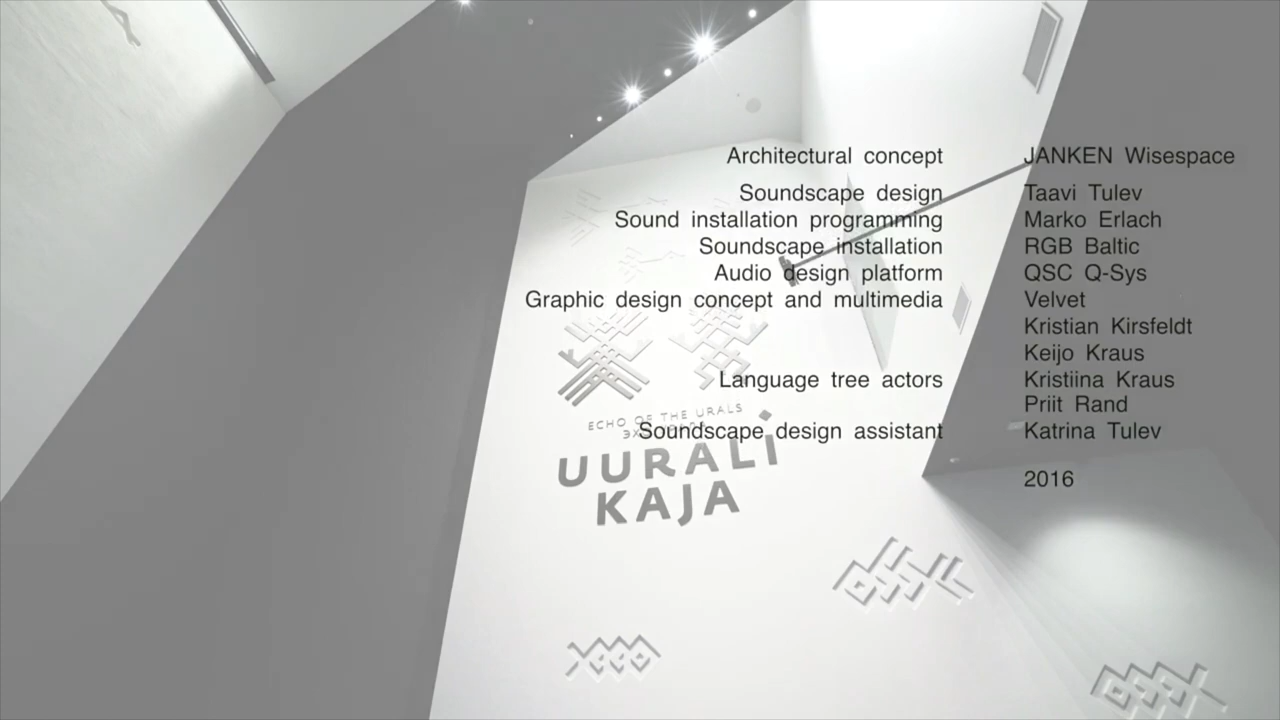 Architectural concept JANKEN Wisespace
Soundscape design Taavi Tulev
Sound installation programming Marko Erlach
Soundscape installation RGB Baltic
Audio design platform QSC Q-Sys
Graphic design concept and multimedia Velvet
Kristian Kirsfeldt
Keijo Kraus
Language tree actors Kristiina Kraus
Priit Rand
Soundscape design assistant Katrina Tulev
2016
ECHO OF THE URALS
UURALI
KAJA